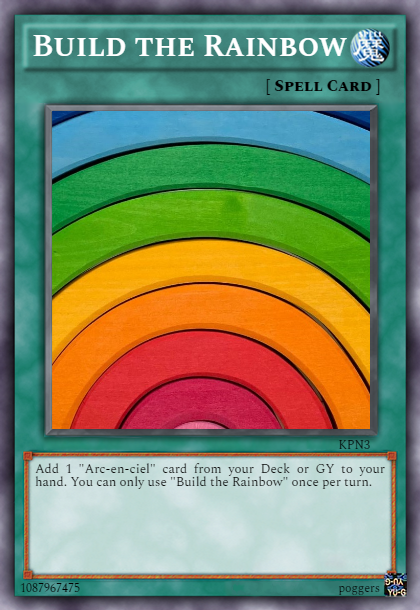 Build the Rainbow
[ Spell Card ]
KPN3
Add 1 "Arc-en-ciel" card from your Deck or GY to your
hand. You can only use "Build the Rainbow" once per turn.
1087967475
poggers